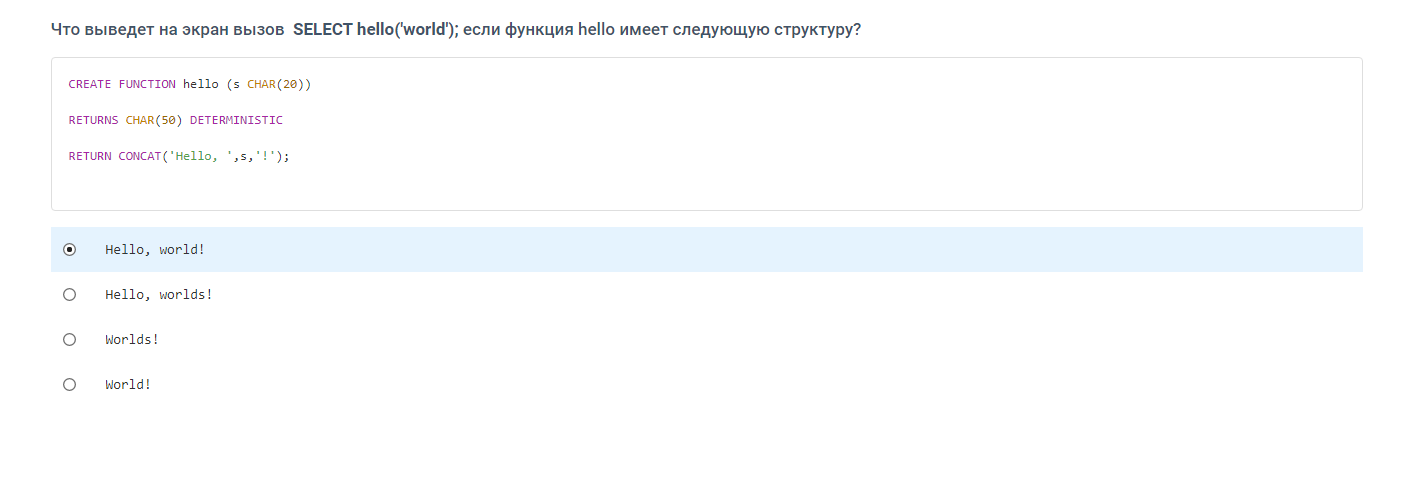 Что выведет на экран вызов  SELECT hello('world'); если функция hello имеет следующую структуру?
CREATE FUNCTION hello (s CHAR(20))
RETURNS CHAR(50) DETERMINISTIC
RETURN CONCAT('Hello, ',s,'!');
Hello, world!
Hello, worlds!
Worlds!
World!